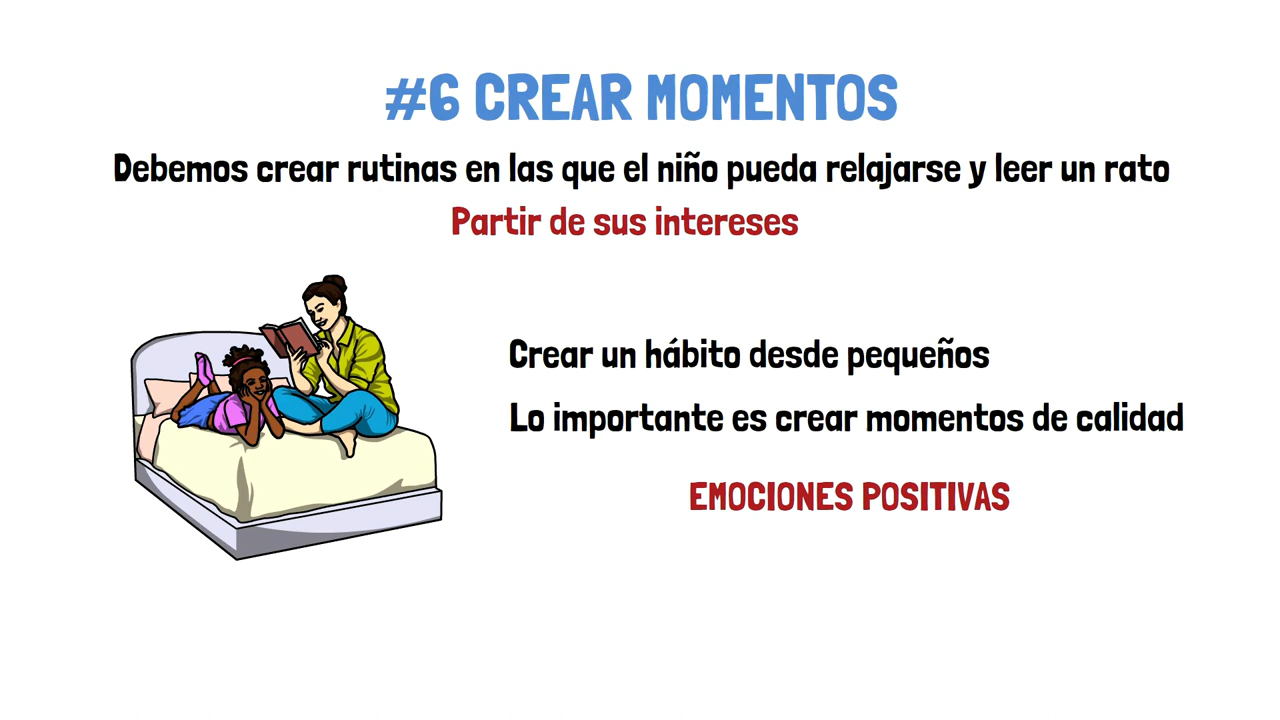 #6 CREAR MOMENTOS
Debemos crear rutinas en las que el niño pueda relajarse y leer un rato
Partir de sus intereses
Crear un hábito desde pequeños
Lo importante es crear momentos de calidad
EMOCIONES POSITIVAS